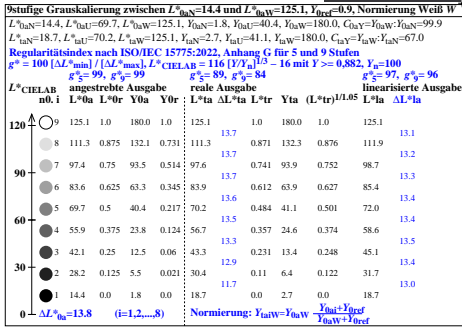 9stufige Grauskalierung zwischen L*0aN=14.4 und L*0aW=125.1, Y0ref=0.9, Normierung Weiß W
L*0aN=14.4, L*0aU=69.7, L*0aW=125.1, Y0aN=1.8, Y0aU=40.4, Y0aW=180.0, C0aY=Y0aW:Y0aN=99.9
L*taN=18.7, L*taU=70.2, L*taW=125.1, YtaN=2.7, YtaU=41.1, YtaW=180.0, CtaY=YtaW:YtaN=67.0
Regularitätsindex nach ISO/IEC 15775:2022, Anhang G für 5 und 9 Stufen
g* = 100 [ΔL*min] / [ΔL*max], L*CIELAB = 116 [Y/Yn]1/3 – 16 mit Y >= 0,882, Yn=100
g*5= 99, g*9= 99 g*5= 89, g*9= 84 g*5= 97, g*9= 96
L*CIELAB angestrebte Ausgabe reale Ausgabe linearisierte Ausgabe
n0. i L*0a L*0r Y0a Y0r L*ta ΔL*ta L*tr Yta (L*tr)1/1.05 L*la ΔL*la
120 9 125.1 1.0 180.0 1.0 125.1 1.0 180.0 1.0 125.1
13.7 13.1
8 111.3 0.875 132.1 0.731 111.3 0.871 132.3 0.876 111.9
13.7 13.2
90 7 97.4 0.75 93.5 0.514 97.6 0.741 93.9 0.752 98.7
13.7 13.3
6 83.6 0.625 63.3 0.345 83.9 0.612 63.9 0.627 85.4
13.6 13.4
60 5 69.7 0.5 40.4 0.217 70.2 0.484 41.1 0.501 72.0
13.5 13.4
4 55.9 0.375 23.8 0.124 56.7 0.357 24.6 0.374 58.6
13.3 13.5
30 3 42.1 0.25 12.5 0.06 43.3 0.231 13.4 0.248 45.1
12.9 13.4
2 28.2 0.125 5.5 0.021 30.4 0.11 6.4 0.122 31.7
11.7 13.0
1 14.4 0.0 1.8 0.0 18.7 0.0 2.7 0.0 18.7
0 ΔL*0a=13.8 (i=1,2,...,8) Normierung: YtaiW=Y0aW (Y0ai+Y0ref)/(Y0aW+Y0ref)